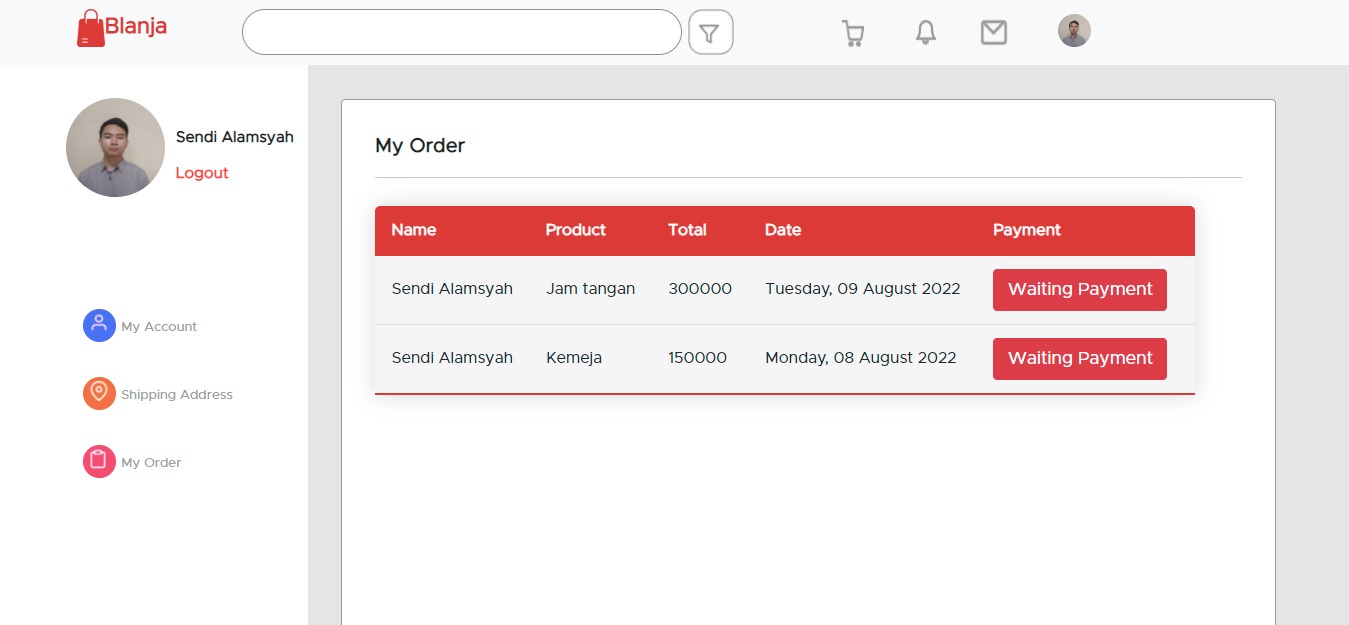 Blanja
Sendi Alamsyah
Logout
My Account
Shipping Address
My Order
My Order
Name Product Total Date Payment
Sendi Alamsyah Jam tangan 300000 Tuesday, 09 August 2022 Waiting Payment
Sendi Alamsyah Kemeja 150000 Monday, 08 August 2022 Waiting Payment